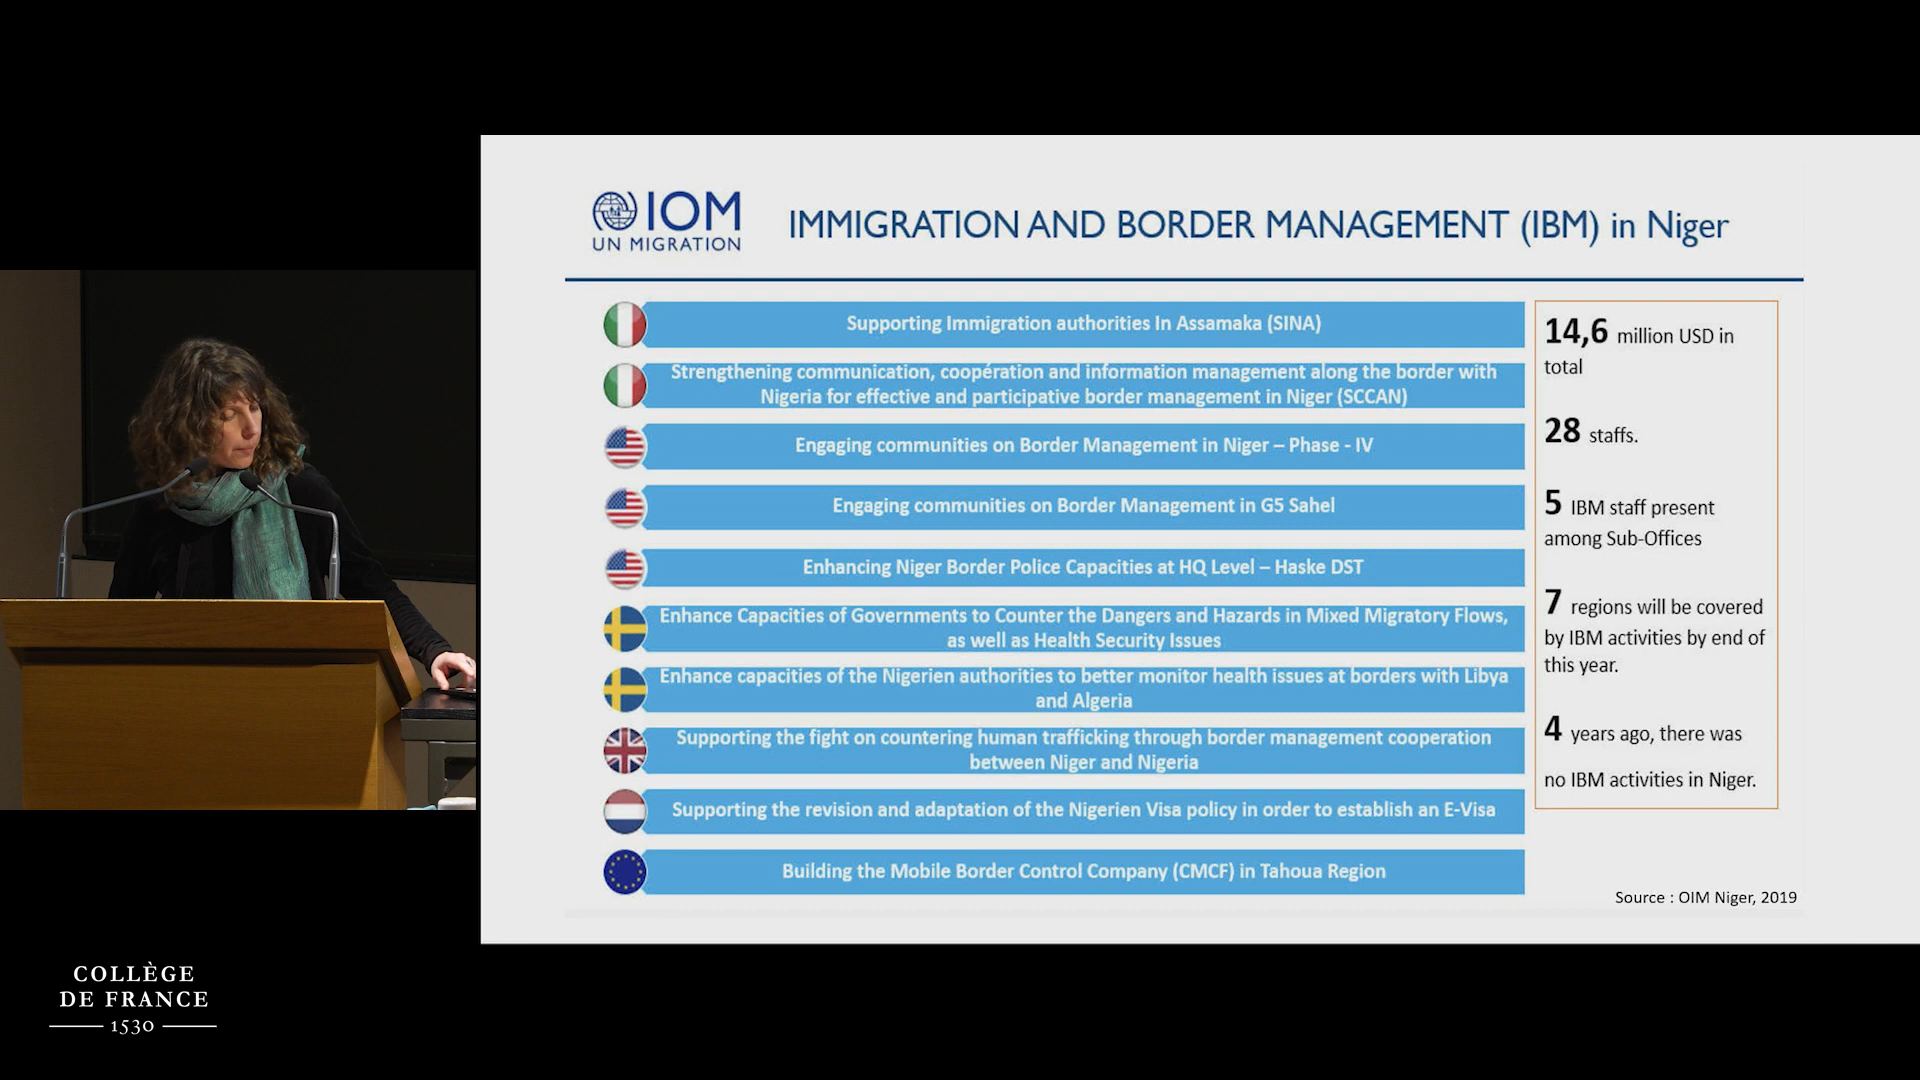 IOM
UN MIGRATION
IMMIGRATION AND BORDER MANAGEMENT (IBM) in Niger
Supporting Immigration authorities In Assamaka (SINA)
Strengthening communication, coopération and information management along the border with
Nigeria for effective and participative border management in Niger (SCCAN)
Engaging communities on Border Management in Niger – Phase - IV
Engaging communities on Border Management in G5 Sahel
Enhancing Niger Border Police Capacities at HQ Level – Haske DST
Enhance Capacities of Governments to Counter the Dangers and Hazards in Mixed Migratory Flows,
as well as Health Security Issues
Enhance capacities of the Nigerien authorities to better monitor health issues at borders with Libya
and Algeria
Supporting the fight on countering human trafficking through border management cooperation
between Niger and Nigeria
Supporting the revision and adaptation of the Nigerien Visa policy in order to establish an E-Visa
Building the Mobile Border Control Company (CMCF) in Tahoua Region
14,6 million USD in
total
28 staffs.
5 IBM staff present
among Sub-Offices
7 regions will be covered
by IBM activities by end of
this year.
4 years ago, there was
no IBM activities in Niger.
Source : OIM Niger, 2019
COLLÈGE
DE FRANCE
1530